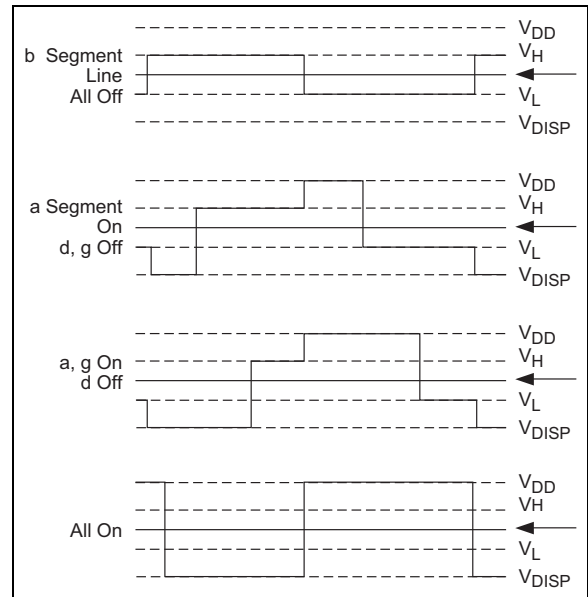 V_DD
b Segment V_H
Line
All Off V_L
V_DISP
V_DD
a Segment V_H
On
d, g Off V_L
V_DISP
V_DD
a, g On V_H
d Off
V_L
V_DISP
V_DD
V_H
All On
V_L
V_DISP